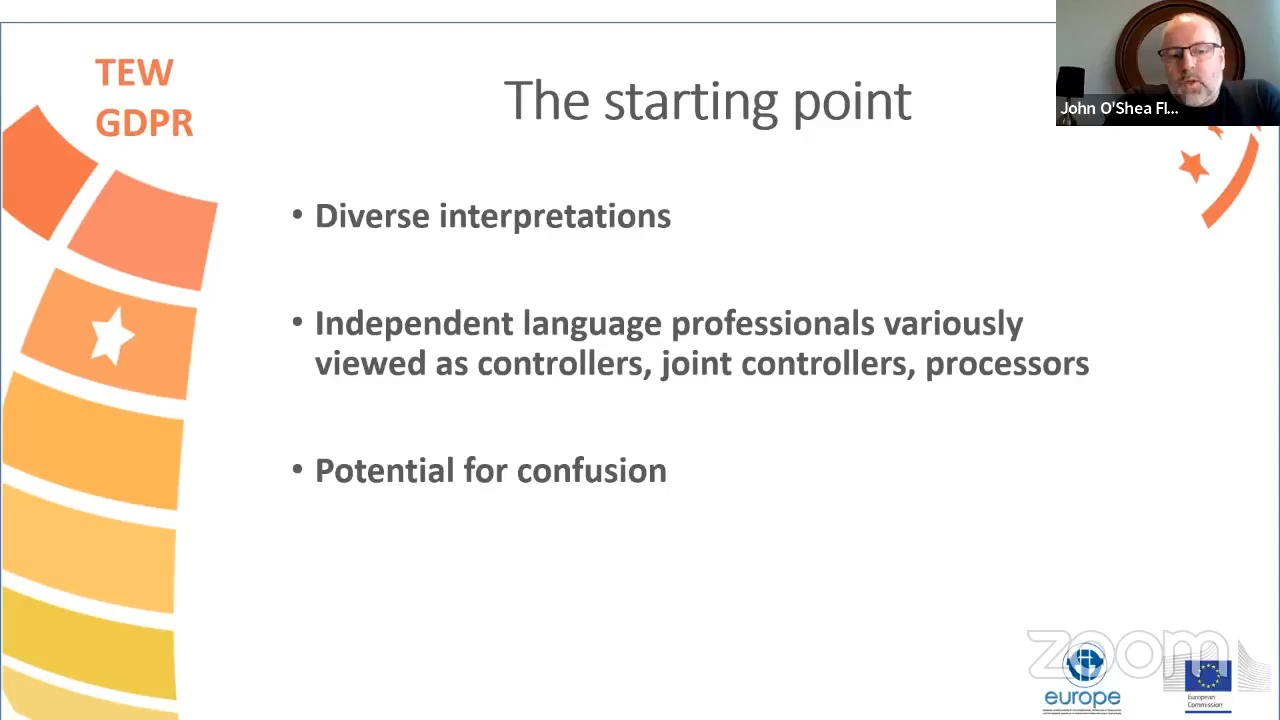 TEW
GDPR
The starting point
John O'Shea Fl...
• Diverse interpretations
• Independent language professionals variously
viewed as controllers, joint controllers, processors
• Potential for confusion
zoom
europe
European
Commission